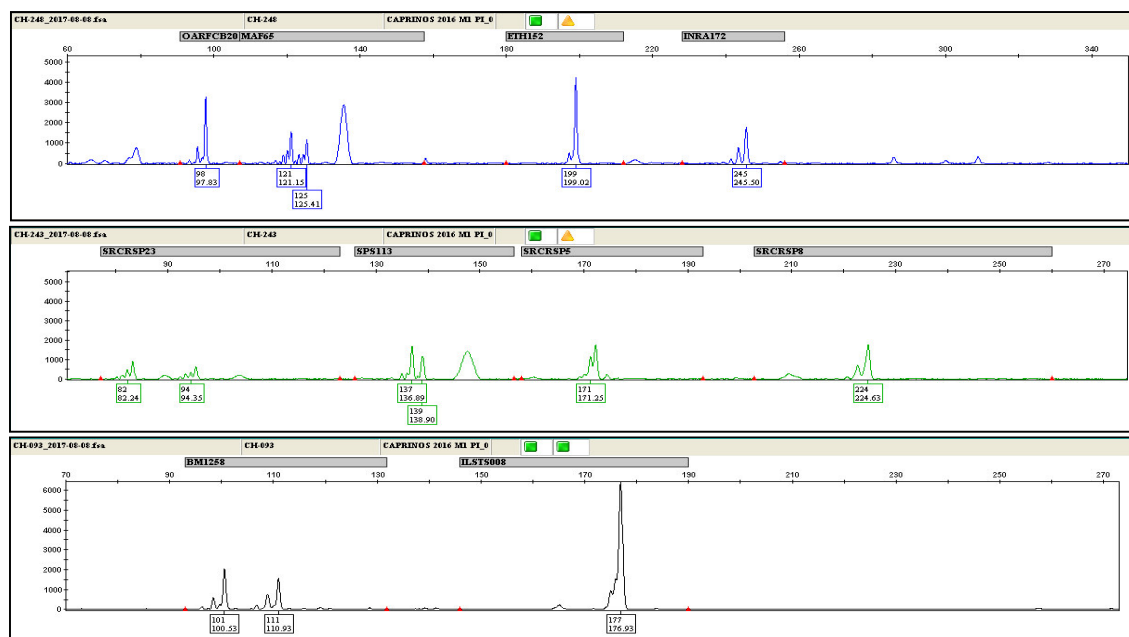 CH-248_2017-08-08.fsa CH-248 CAPRINOS 2016 M1 PI_0
OARFCB20 MAF65 ETH152 INRA172
60 100 140 180 220 260 300 340
5000
4000
3000
2000
1000
0
98 121 199 245
97.83 121.15 199.02 245.50
125
125.41
CH-243_2017-08-08.fsa CH-243 CAPRINOS 2016 M1 PI_0
SRCRSP23 SPS113 SRCRSP5 SRCRSP8
90 110 130 150 170 190 210 230 250 270
5000
4000
3000
2000
1000
0
82 94 137 171 224
82.24 94.35 136.89 171.25 224.63
139
138.90
CH-093_2017-08-08.fsa CH-093 CAPRINOS 2016 M1 PI_0
BM1258 ILSTS008
70 90 110 130 150 170 190 210 230 250 270
6000
5000
4000
3000
2000
1000
0
101 111 177
100.53 110.93 176.93